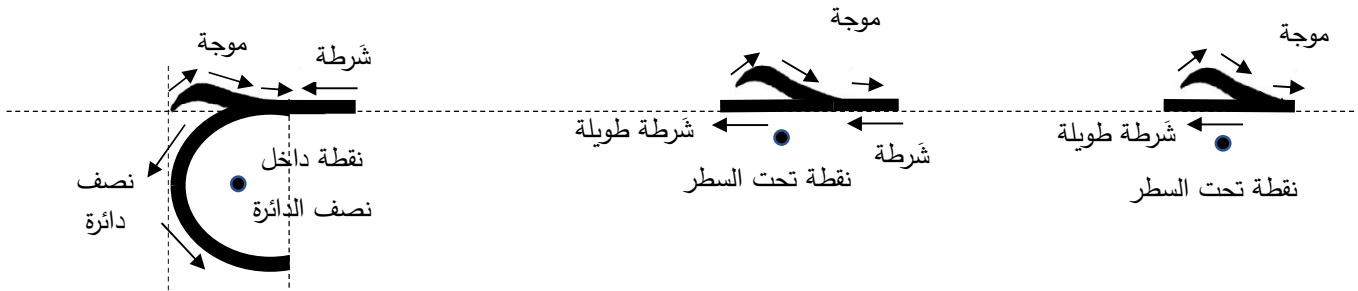 موجة
شَرطة طويلة
نقطة تحت السطر
موجة
شَرطة طويلة
شَرطة
نقطة تحت السطر
موجة
شَرطة
نصف
دائرة
نقطة داخل
نصف الدائرة